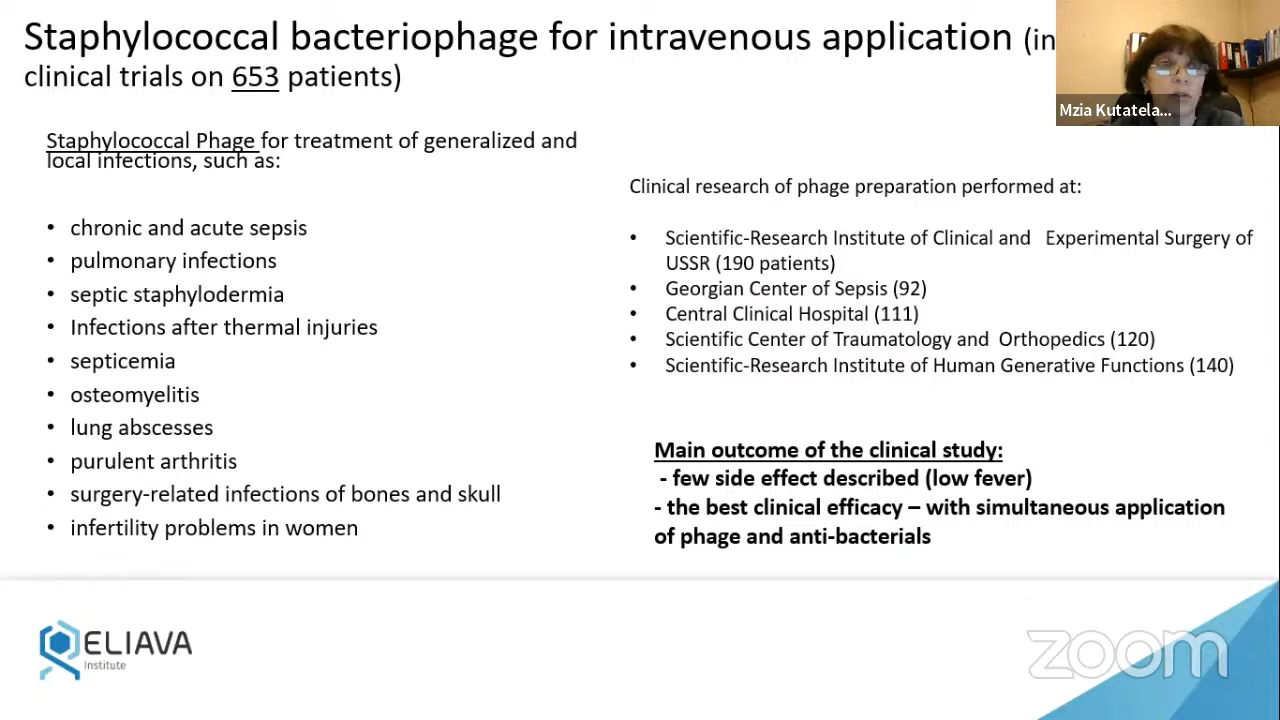 Staphylococcal bacteriophage for intravenous application (in
clinical trials on 653 patients)
Mzia Kutatela...
Staphylococcal Phage for treatment of generalized and
local infections, such as:
• chronic and acute sepsis
• pulmonary infections
• septic staphylodermia
• Infections after thermal injuries
• septicemia
• osteomyelitis
• lung abscesses
• purulent arthritis
• surgery-related infections of bones and skull
• infertility problems in women
Clinical research of phage preparation performed at:
• Scientific-Research Institute of Clinical and Experimental Surgery of
USSR (190 patients)
• Georgian Center of Sepsis (92)
• Central Clinical Hospital (111)
• Scientific Center of Traumatology and Orthopedics (120)
• Scientific-Research Institute of Human Generative Functions (140)
Main outcome of the clinical study:
- few side effect described (low fever)
- the best clinical efficacy – with simultaneous application
of phage and anti-bacterials
ELIAVA
Institute
zoom